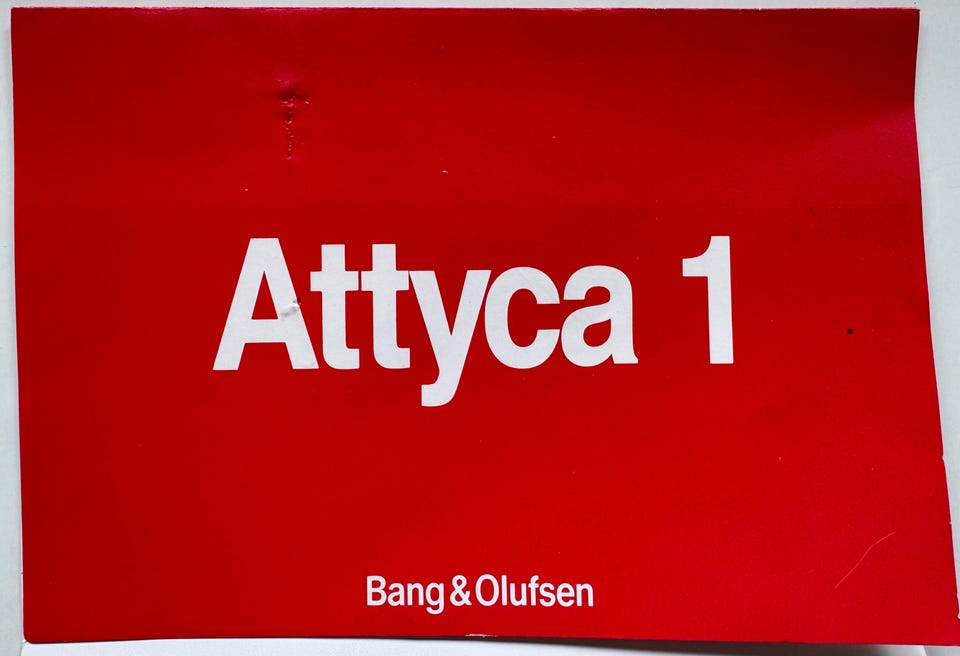 Attyca 1
Bang & Olufsen